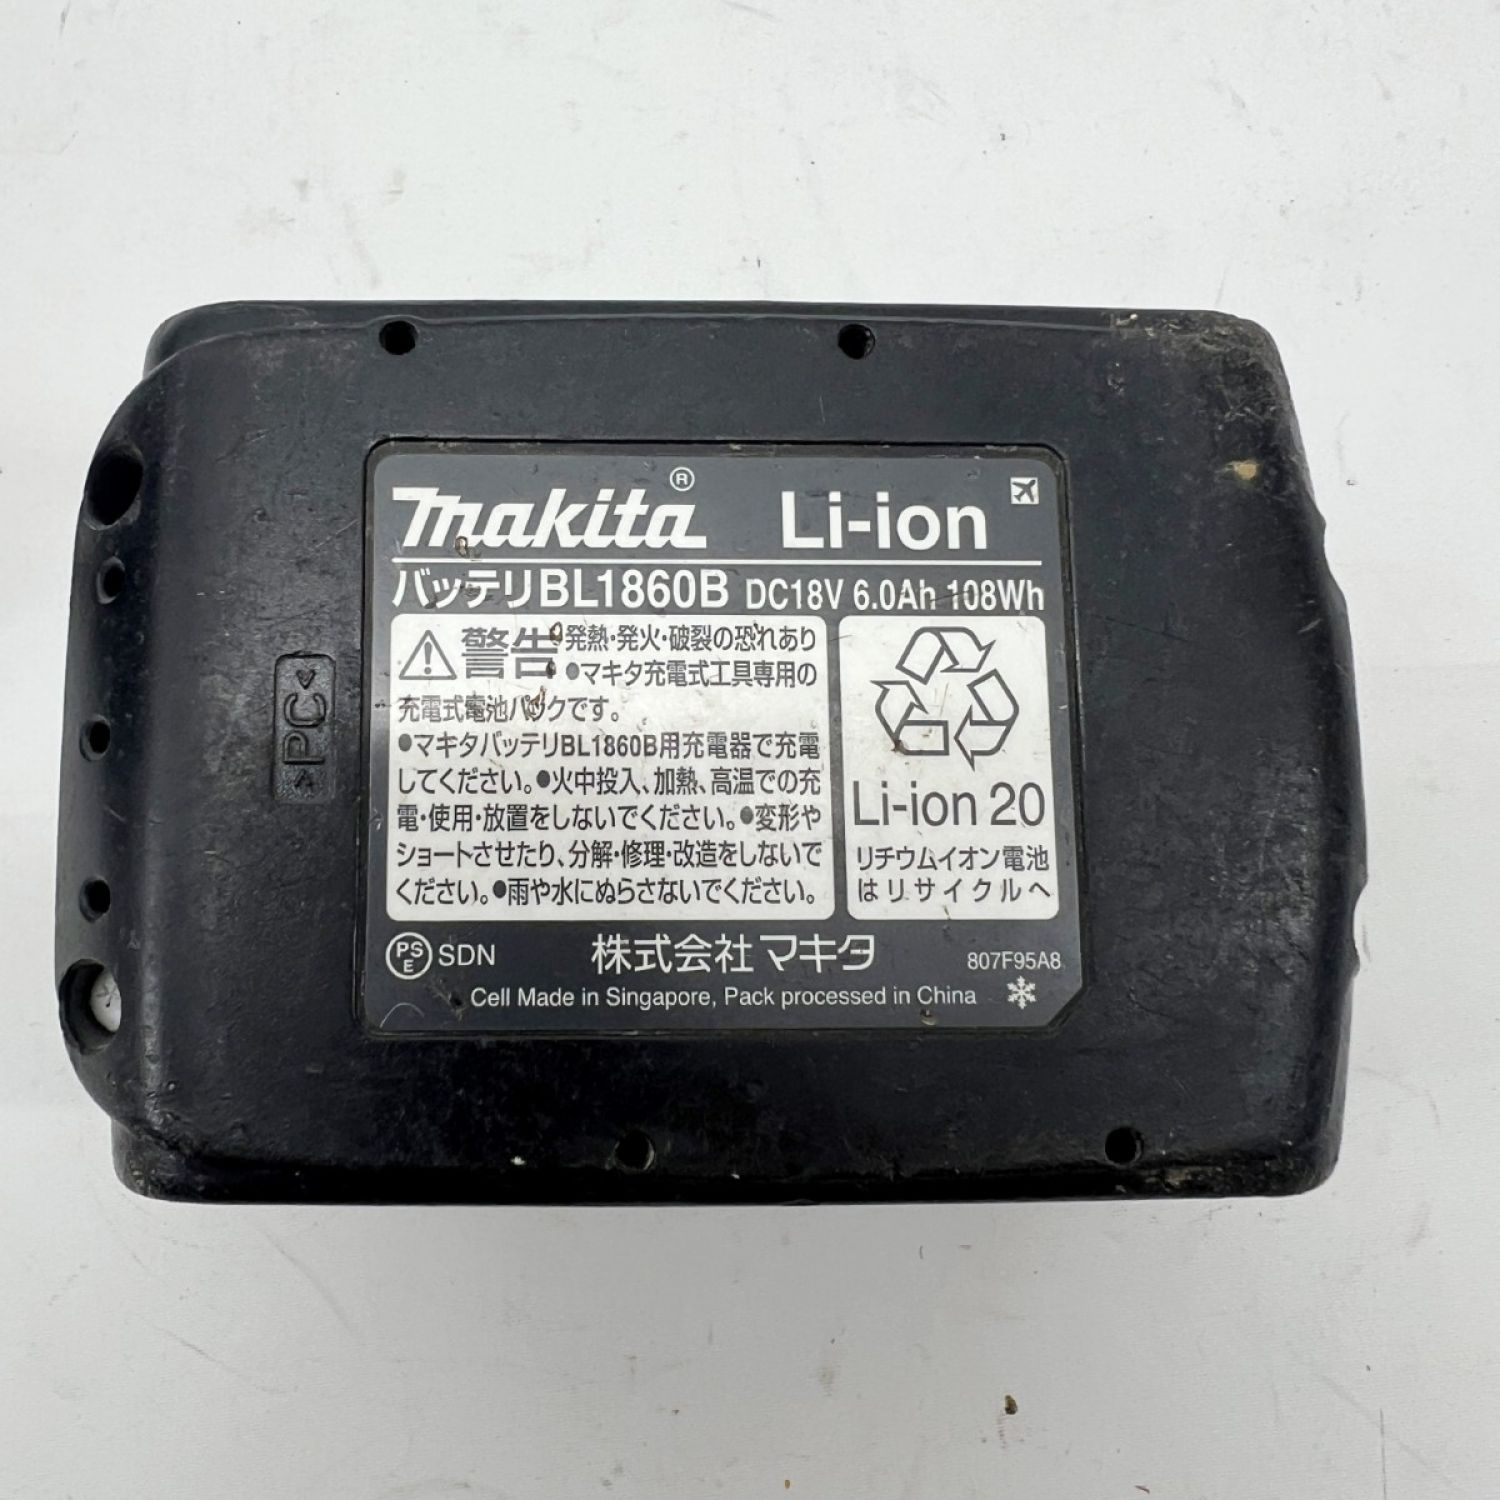 makita® Li-ion
バッテリBL1860B DC18V 6.0Ah 108Wh
警告 発熱・発火・破裂の恐れあり
●マキタ充電式工具専用の
充電式電池パックです。
●マキタバッテリBL1860B用充電器で充電
してください。●火中投入、加熱、高温での充
電・使用・放置をしないでください。●変形や
ショートさせたり、分解・修理・改造をしないで
ください。●雨や水にぬらさないでください。
Li-ion 20
リチウムイオン電池
はリサイクルへ
PSE SDN 株式会社マキタ 807F95A8
Cell Made in Singapore, Pack processed in China
>PC<